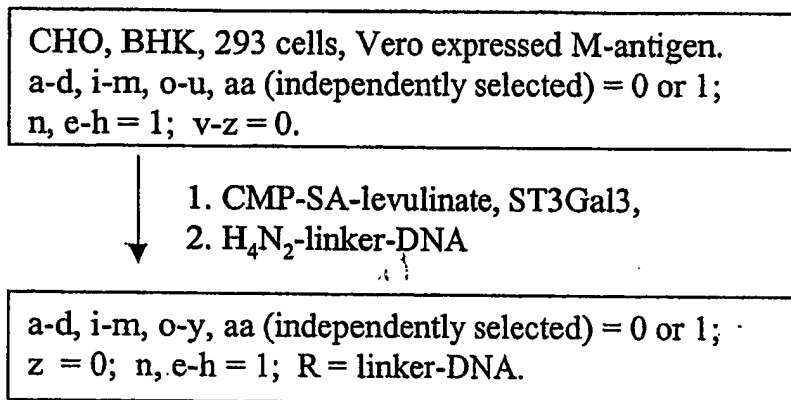 CHO, BHK, 293 cells, Vero expressed M-antigen.
a-d, i-m, o-u, aa (independently selected) = 0 or 1;
n, e-h = 1; v-z = 0.
1. CMP-SA-levulinate, ST3Gal3,
2. H₄N₂-linker-DNA
a-d, i-m, o-y, aa (independently selected) = 0 or 1;
z = 0; n, e-h = 1; R = linker-DNA.